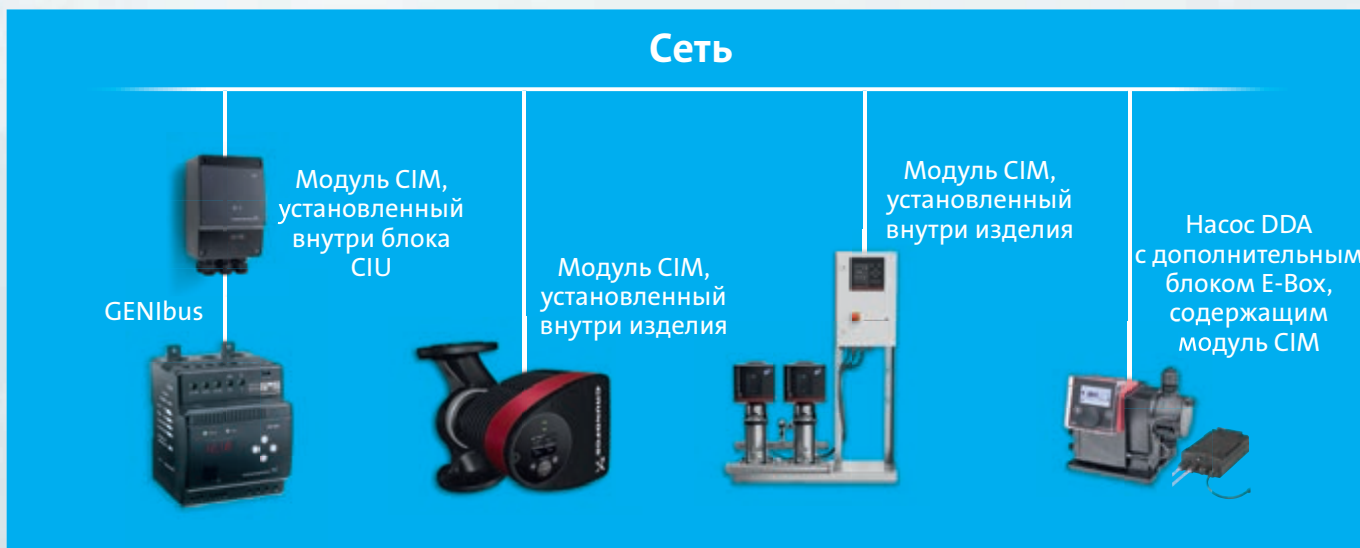 Сеть
Модуль CIM,
установленный
внутри блока
CIU
GENIbus
Модуль CIM,
установленный
внутри изделия
Модуль CIM,
установленный
внутри изделия
Насос DDA
с дополнительным
блоком E-Box,
содержащим
модуль CIM
GRUNDFOS